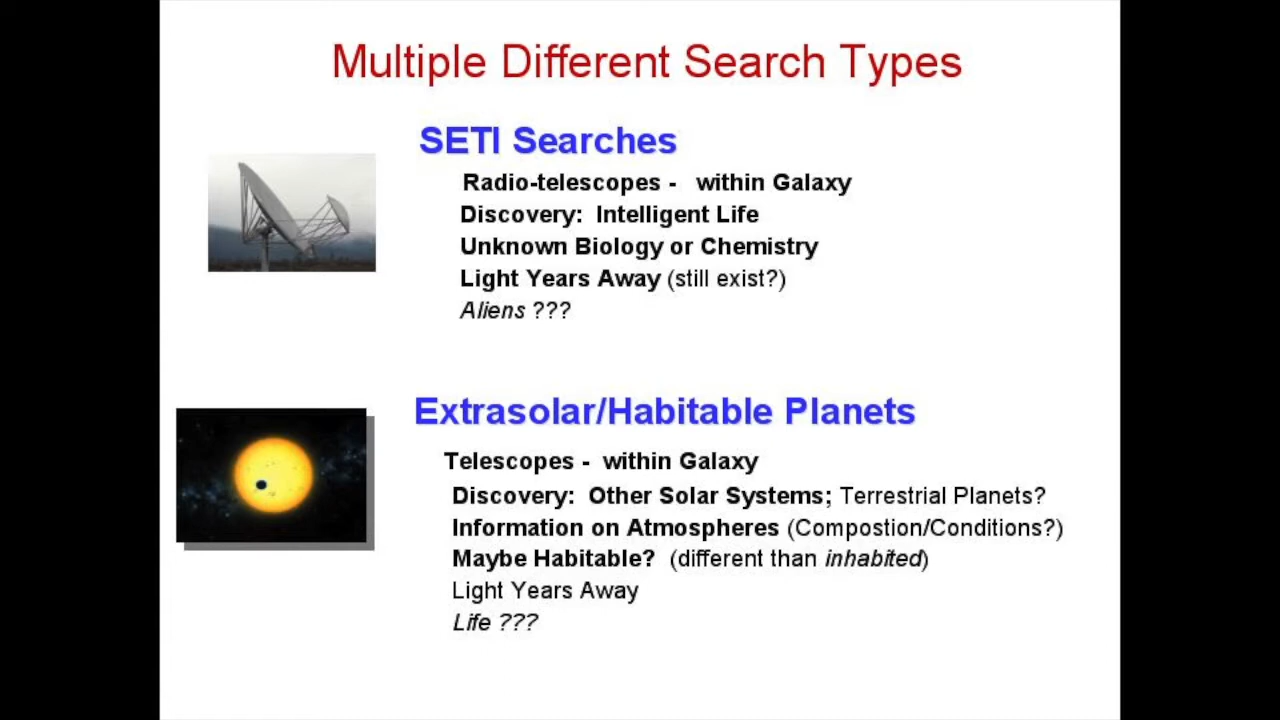 Multiple Different Search Types
SETI Searches
Radio-telescopes - within Galaxy
Discovery: Intelligent Life
Unknown Biology or Chemistry
Light Years Away (still exist?)
Aliens ???
Extrasolar/Habitable Planets
Telescopes - within Galaxy
Discovery: Other Solar Systems; Terrestrial Planets?
Information on Atmospheres (Compostion/Conditions?)
Maybe Habitable? (different than inhabited)
Light Years Away
Life ???